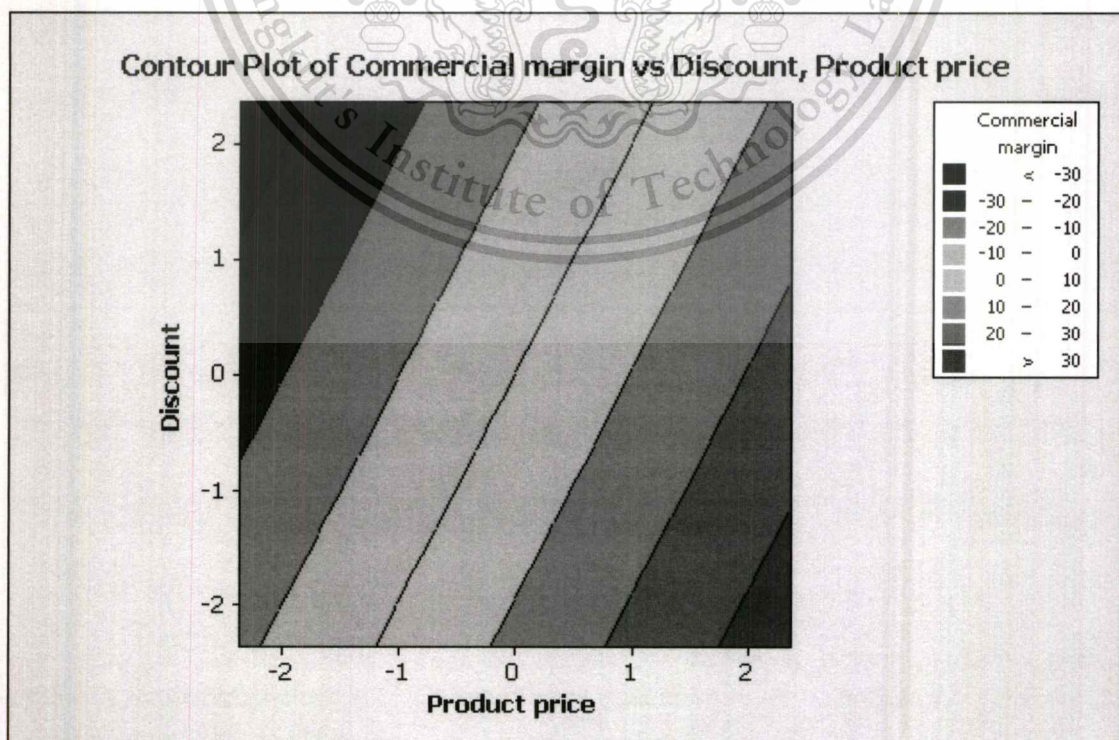 Contour Plot of Commercial margin vs Discount, Product price
Institute of Technology
2
1
0
-1
-2
Discount
-2 -1 0 1 2
Product price
Commercial
margin
< -30
-30 – -20
-20 – -10
-10 – 0
0 – 10
10 – 20
20 – 30
> 30